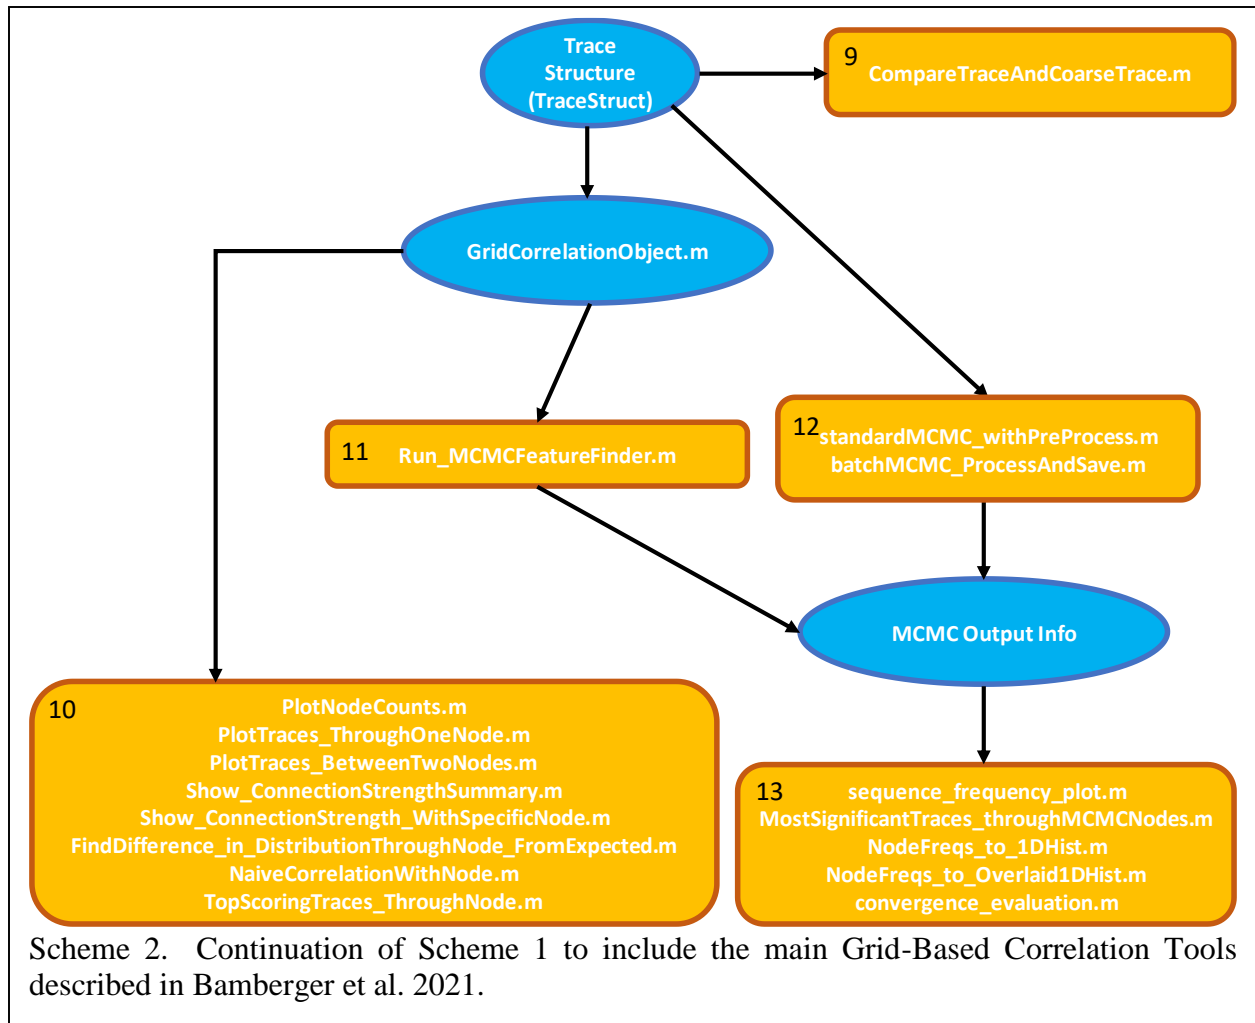 Trace
Structure
(TraceStruct)
9
CompareTraceAndCoarseTrace.m
GridCorrelationObject.m
11
Run_MCMCFeatureFinder.m
12
standardMCMC_withPreProcess.m
batchMCMC_ProcessAndSave.m
MCMC Output Info
10
PlotNodeCounts.m
PlotTraces_ThroughOneNode.m
PlotTraces_BetweenTwoNodes.m
Show_ConnectionStrengthSummary.m
Show_ConnectionStrength_WithSpecificNode.m
FindDifference_in_DistributionThroughNode_FromExpected.m
NaiveCorrelationWithNode.m
TopScoringTraces_ThroughNode.m
13
sequence_frequency_plot.m
MostSignificantTraces_throughMCMCNodes.m
NodeFreqs_to_1DHist.m
NodeFreqs_to_Overlaid1DHist.m
convergence_evaluation.m
Scheme 2. Continuation of Scheme 1 to include the main Grid-Based Correlation Tools
described in Bamberger et al. 2021.